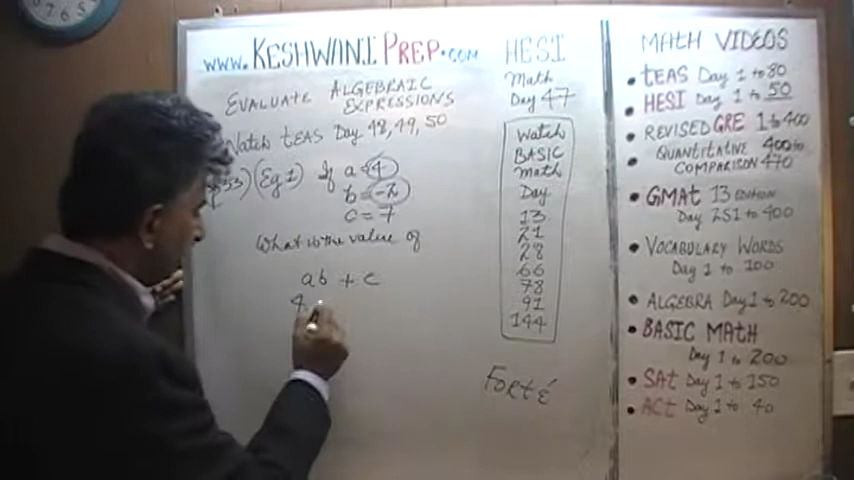 www.KESHWANI PREP.com
EVALUATE ALGEBRAIC
EXPRESSIONS
Watch TEAS Day 48, 49, 50
(Eg 1) If a = 4
b = -2
c = 7
What is the value of
ab + c
4
HESI
Math
Day 47
Watch
BASIC
Math
Day
13
21
28
66
78
91
144
FORTÉ
MATH VIDEOS
• TEAS Day 1 to 80
• HESI Day 1 to 50
• REVISED GRE 1 to 400
• QUANTITATIVE 400 to
COMPARISON 470
• GMAT 13 EDITION
Day 251 to 400
• VOCABULARY WORDS
Day 1 to 100
• ALGEBRA Day 1 to 200
• BASIC MATH
Day 1 to 200
• SAT Day 1 to 150
• ACT Day 1 to 40